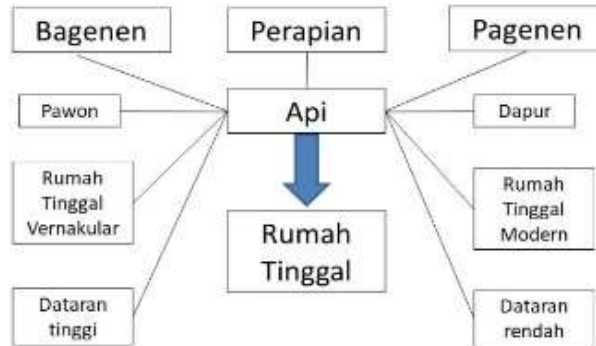 Bagenen
Perapian
Pagenen
Pawon
Api
Dapur
Rumah
Tinggal
Vernakular
Rumah
Tinggal
Rumah
Tinggal
Modern
Dataran
tinggi
Dataran
rendah